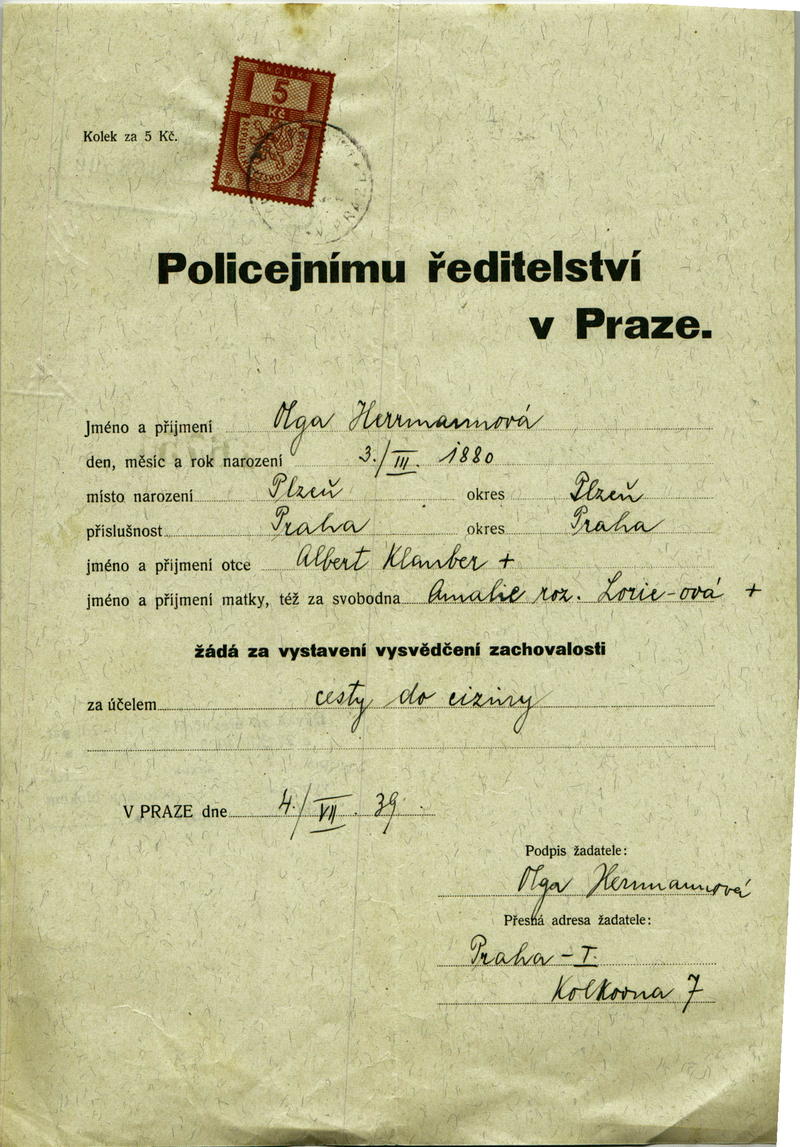 KOLEK
5
Kč
5
Kolek za 5 Kč.
Policejnímu ředitelství
v Praze.
Jméno a příjmení Olga Herrmannová
den, měsíc a rok narození 3./III. 1880
místo narození Plzeň okres Plzeň
příslušnost Praha okres Praha
jméno a příjmení otce Albert Klauber +
jméno a příjmení matky, též za svobodna Amalie roz. Lorie-ová +
žádá za vystavení vysvědčení zachovalosti
za účelem cesty do ciziny
V PRAZE dne 4./VII. 39.
Podpis žadatele:
Olga Herrmannová
Přesná adresa žadatele:
Praha - I.
Kolkovna 7